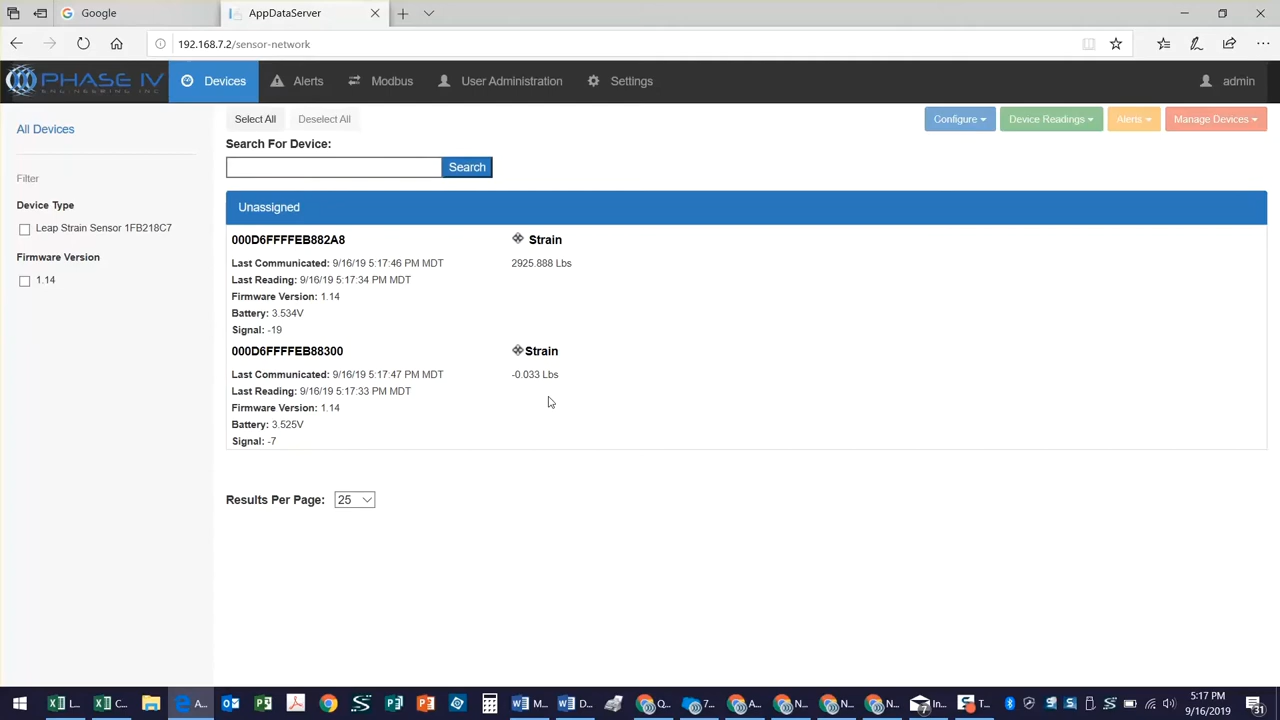 Google
AppDataServer
192.168.7.2/sensor-network
PHASE IV
ENGINEERING INC
Devices
Alerts
Modbus
User Administration
Settings
admin
All Devices
Select All
Deselect All
Configure
Device Readings
Alerts
Manage Devices
Search For Device:
Search
Filter
Device Type
Leap Strain Sensor 1FB218C7
Firmware Version
1.14
Unassigned
000D6FFFFEB882A8
Strain
Last Communicated: 9/16/19 5:17:46 PM MDT
2925.888 Lbs
Last Reading: 9/16/19 5:17:34 PM MDT
Firmware Version: 1.14
Battery: 3.534V
Signal: -19
000D6FFFFEB88300
Strain
Last Communicated: 9/16/19 5:17:47 PM MDT
-0.033 Lbs
Last Reading: 9/16/19 5:17:33 PM MDT
Firmware Version: 1.14
Battery: 3.525V
Signal: -7
Results Per Page: 25
L...
C...
A...
M...
D...
Q...
7...
A...
N...
N...
N...
In...
T...
5:17 PM
9/16/2019
31